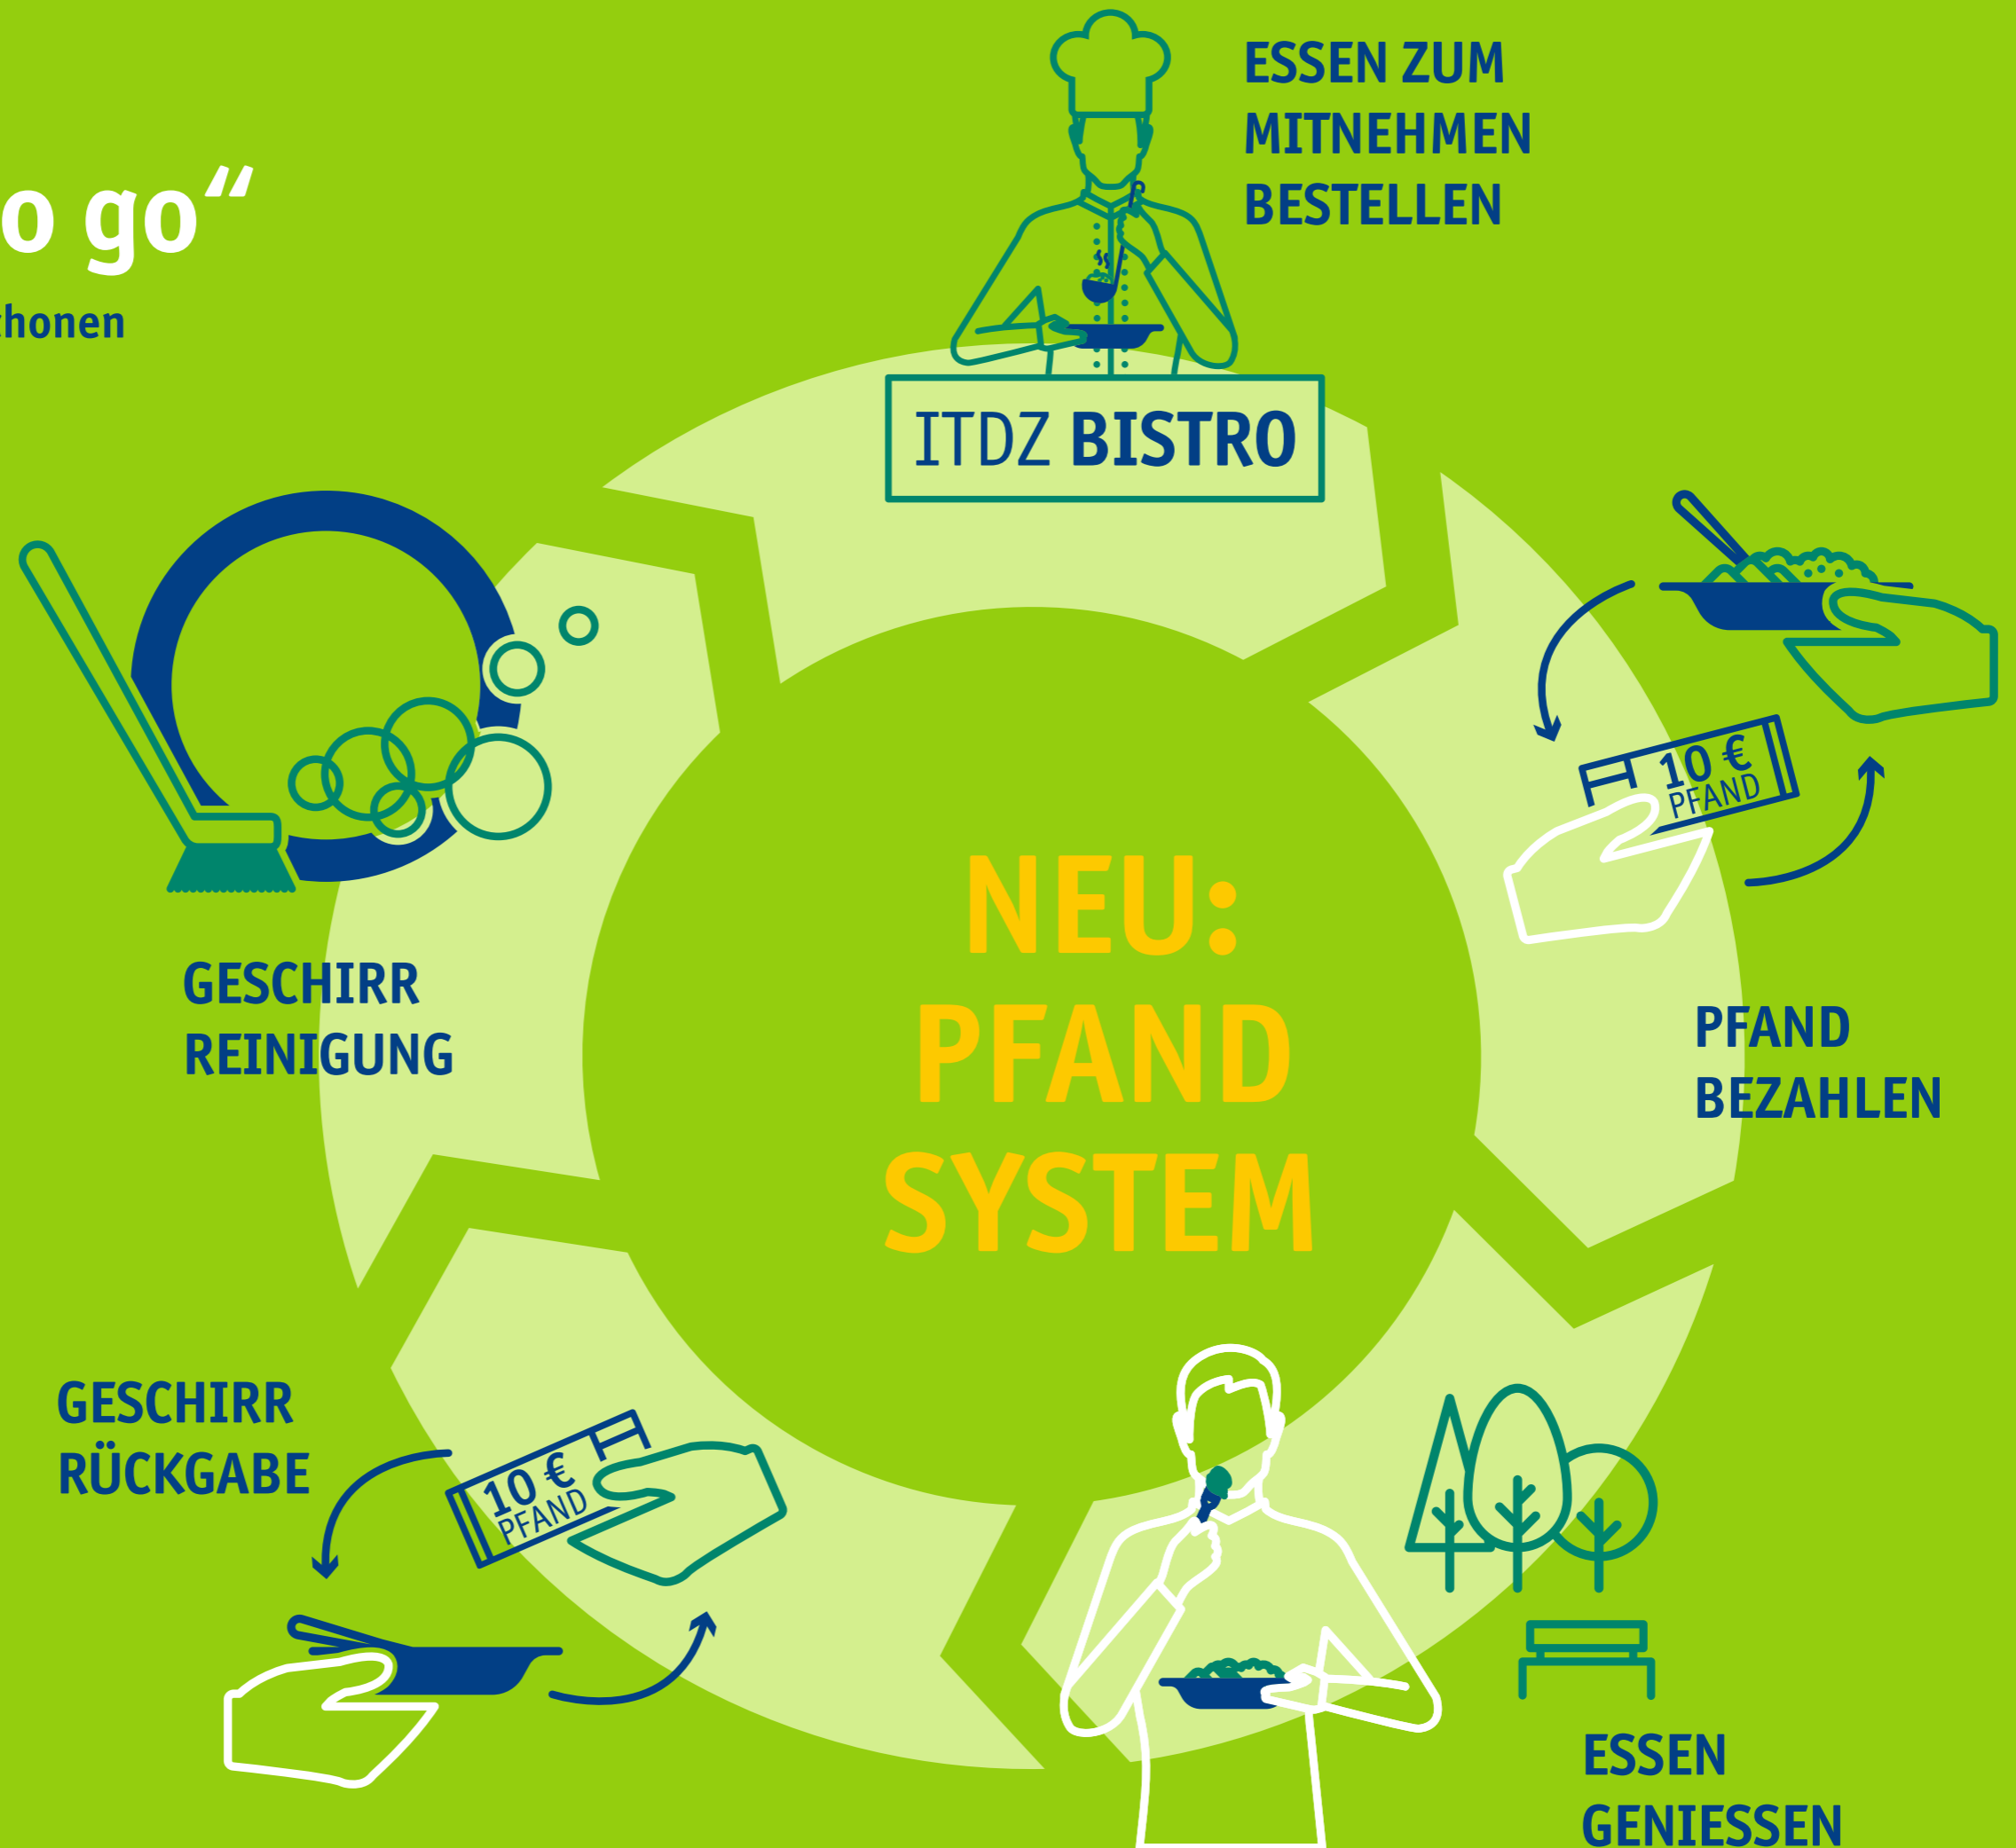 o go“
honen
ESSEN ZUM
MITNEHMEN
BESTELLEN
ITDZ BISTRO
10 €
PFAND
PFAND
BEZAHLEN
NEU:
PFAND
SYSTEM
GESCHIRR
REINIGUNG
GESCHIRR
RÜCKGABE
10 €
PFAND
ESSEN
GENIESSEN